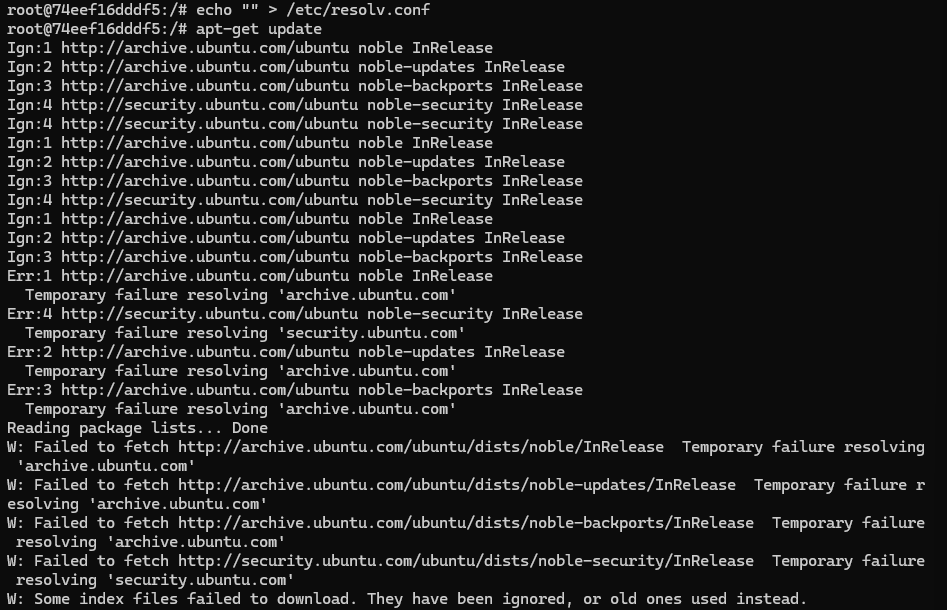 root@74eef16dddf5:/# echo "" > /etc/resolv.conf
root@74eef16dddf5:/# apt-get update
Ign:1 http://archive.ubuntu.com/ubuntu noble InRelease
Ign:2 http://archive.ubuntu.com/ubuntu noble-updates InRelease
Ign:3 http://archive.ubuntu.com/ubuntu noble-backports InRelease
Ign:4 http://security.ubuntu.com/ubuntu noble-security InRelease
Ign:4 http://security.ubuntu.com/ubuntu noble-security InRelease
Ign:1 http://archive.ubuntu.com/ubuntu noble InRelease
Ign:2 http://archive.ubuntu.com/ubuntu noble-updates InRelease
Ign:3 http://archive.ubuntu.com/ubuntu noble-backports InRelease
Ign:4 http://security.ubuntu.com/ubuntu noble-security InRelease
Ign:1 http://archive.ubuntu.com/ubuntu noble InRelease
Ign:2 http://archive.ubuntu.com/ubuntu noble-updates InRelease
Ign:3 http://archive.ubuntu.com/ubuntu noble-backports InRelease
Err:1 http://archive.ubuntu.com/ubuntu noble InRelease
  Temporary failure resolving 'archive.ubuntu.com'
Err:4 http://security.ubuntu.com/ubuntu noble-security InRelease
  Temporary failure resolving 'security.ubuntu.com'
Err:2 http://archive.ubuntu.com/ubuntu noble-updates InRelease
  Temporary failure resolving 'archive.ubuntu.com'
Err:3 http://archive.ubuntu.com/ubuntu noble-backports InRelease
  Temporary failure resolving 'archive.ubuntu.com'
Reading package lists... Done
W: Failed to fetch http://archive.ubuntu.com/ubuntu/dists/noble/InRelease  Temporary failure resolving
 'archive.ubuntu.com'
W: Failed to fetch http://archive.ubuntu.com/ubuntu/dists/noble-updates/InRelease  Temporary failure r
esolving 'archive.ubuntu.com'
W: Failed to fetch http://archive.ubuntu.com/ubuntu/dists/noble-backports/InRelease  Temporary failure
 resolving 'archive.ubuntu.com'
W: Failed to fetch http://security.ubuntu.com/ubuntu/dists/noble-security/InRelease  Temporary failure
 resolving 'security.ubuntu.com'
W: Some index files failed to download. They have been ignored, or old ones used instead.